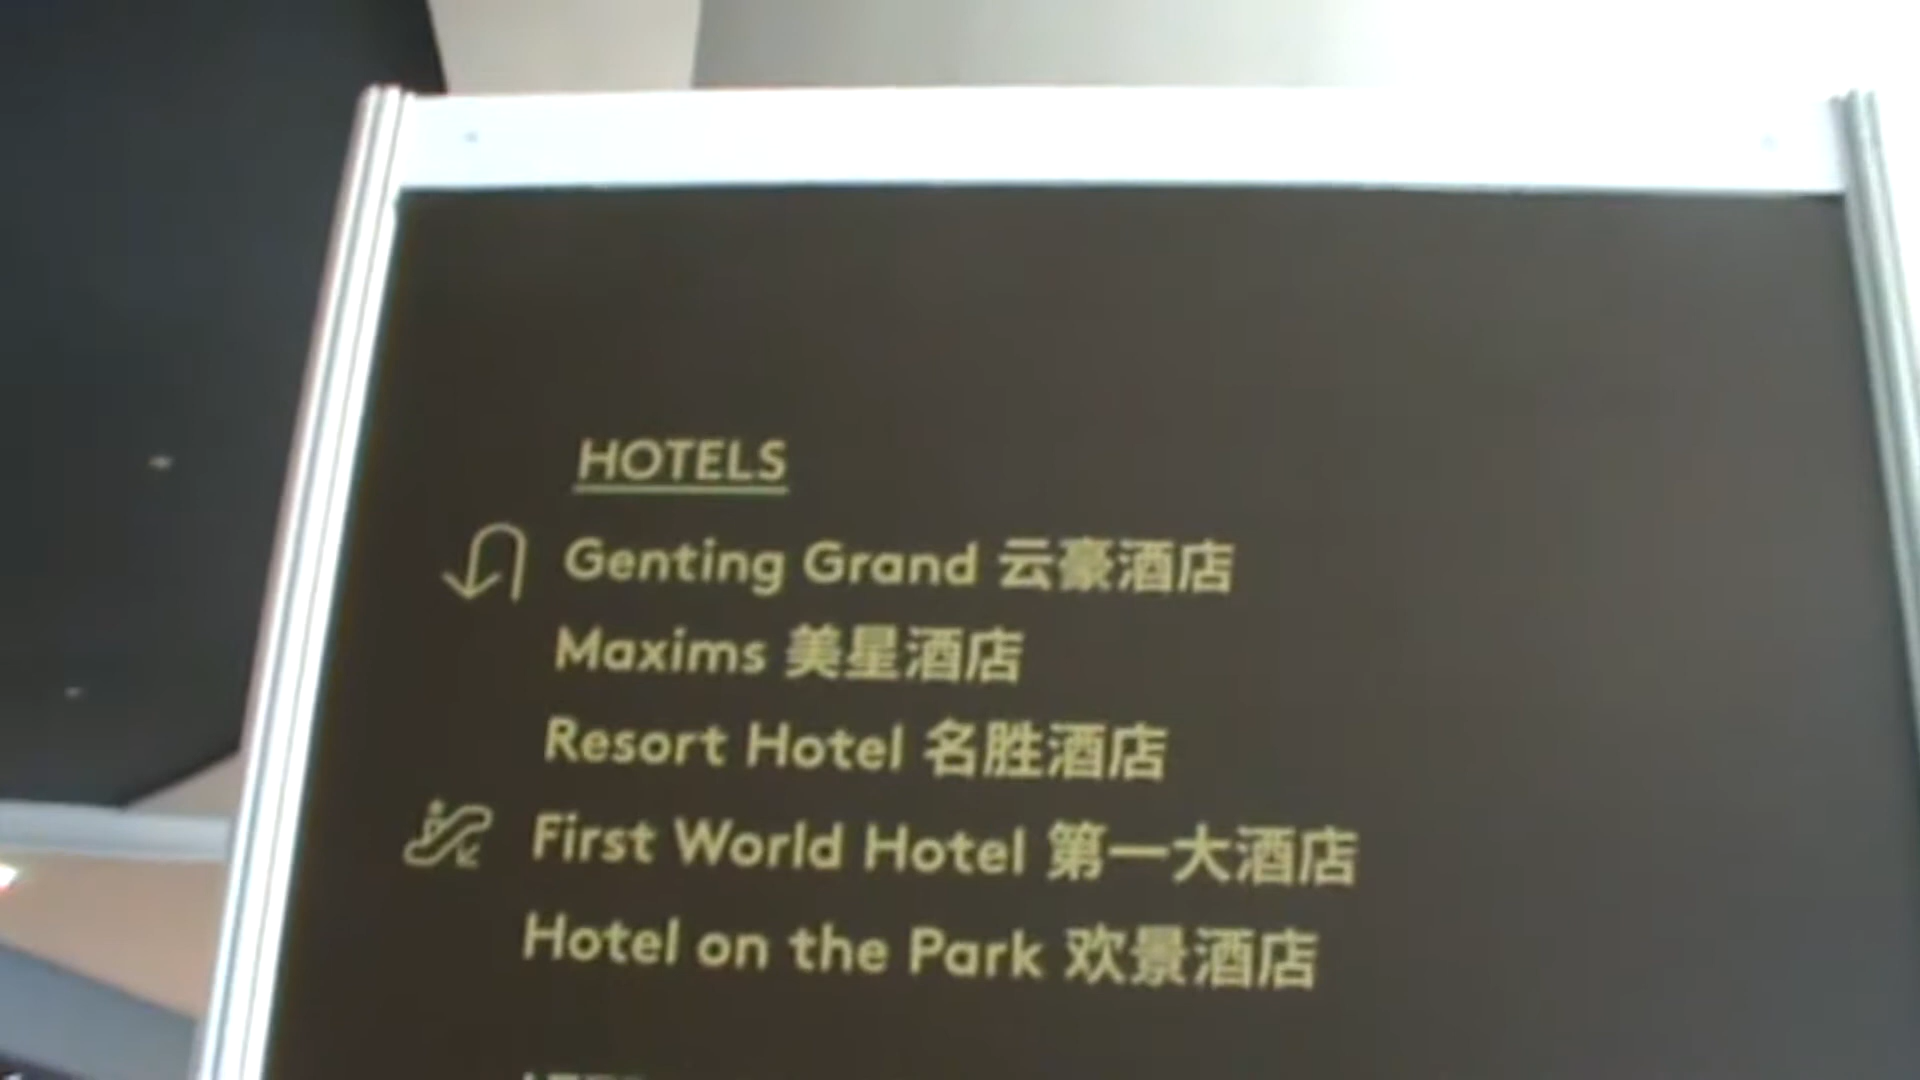 HOTELS
Genting Grand 云豪酒店
Maxims 美星酒店
Resort Hotel 名胜酒店
First World Hotel 第一大酒店
Hotel on the Park 欢景酒店